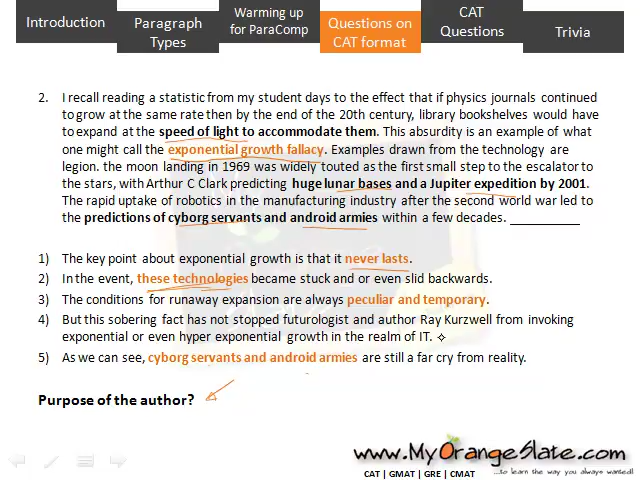 Introduction
Paragraph
Types
Warming up
for ParaComp
Questions on
CAT format
CAT
Questions
Trivia
2. I recall reading a statistic from my student days to the effect that if physics journals continued
to grow at the same rate then by the end of the 20th century, library bookshelves would have
to expand at the speed of light to accommodate them. This absurdity is an example of what
one might call the exponential growth fallacy. Examples drawn from the technology are
legion. the moon landing in 1969 was widely touted as the first small step to the escalator to
the stars, with Arthur C Clark predicting huge lunar bases and a Jupiter expedition by 2001.
The rapid uptake of robotics in the manufacturing industry after the second world war led to
the predictions of cyborg servants and android armies within a few decades. __________
1) The key point about exponential growth is that it never lasts.
2) In the event, these technologies became stuck and or even slid backwards.
3) The conditions for runaway expansion are always peculiar and temporary.
4) But this sobering fact has not stopped futurologist and author Ray Kurzwell from invoking
exponential or even hyper exponential growth in the realm of IT. ✧
5) As we can see, cyborg servants and android armies are still a far cry from reality.
Purpose of the author?
www.MyOrangeSlate.com
CAT | GMAT | GRE | CMAT
...to learn the way you always wanted!